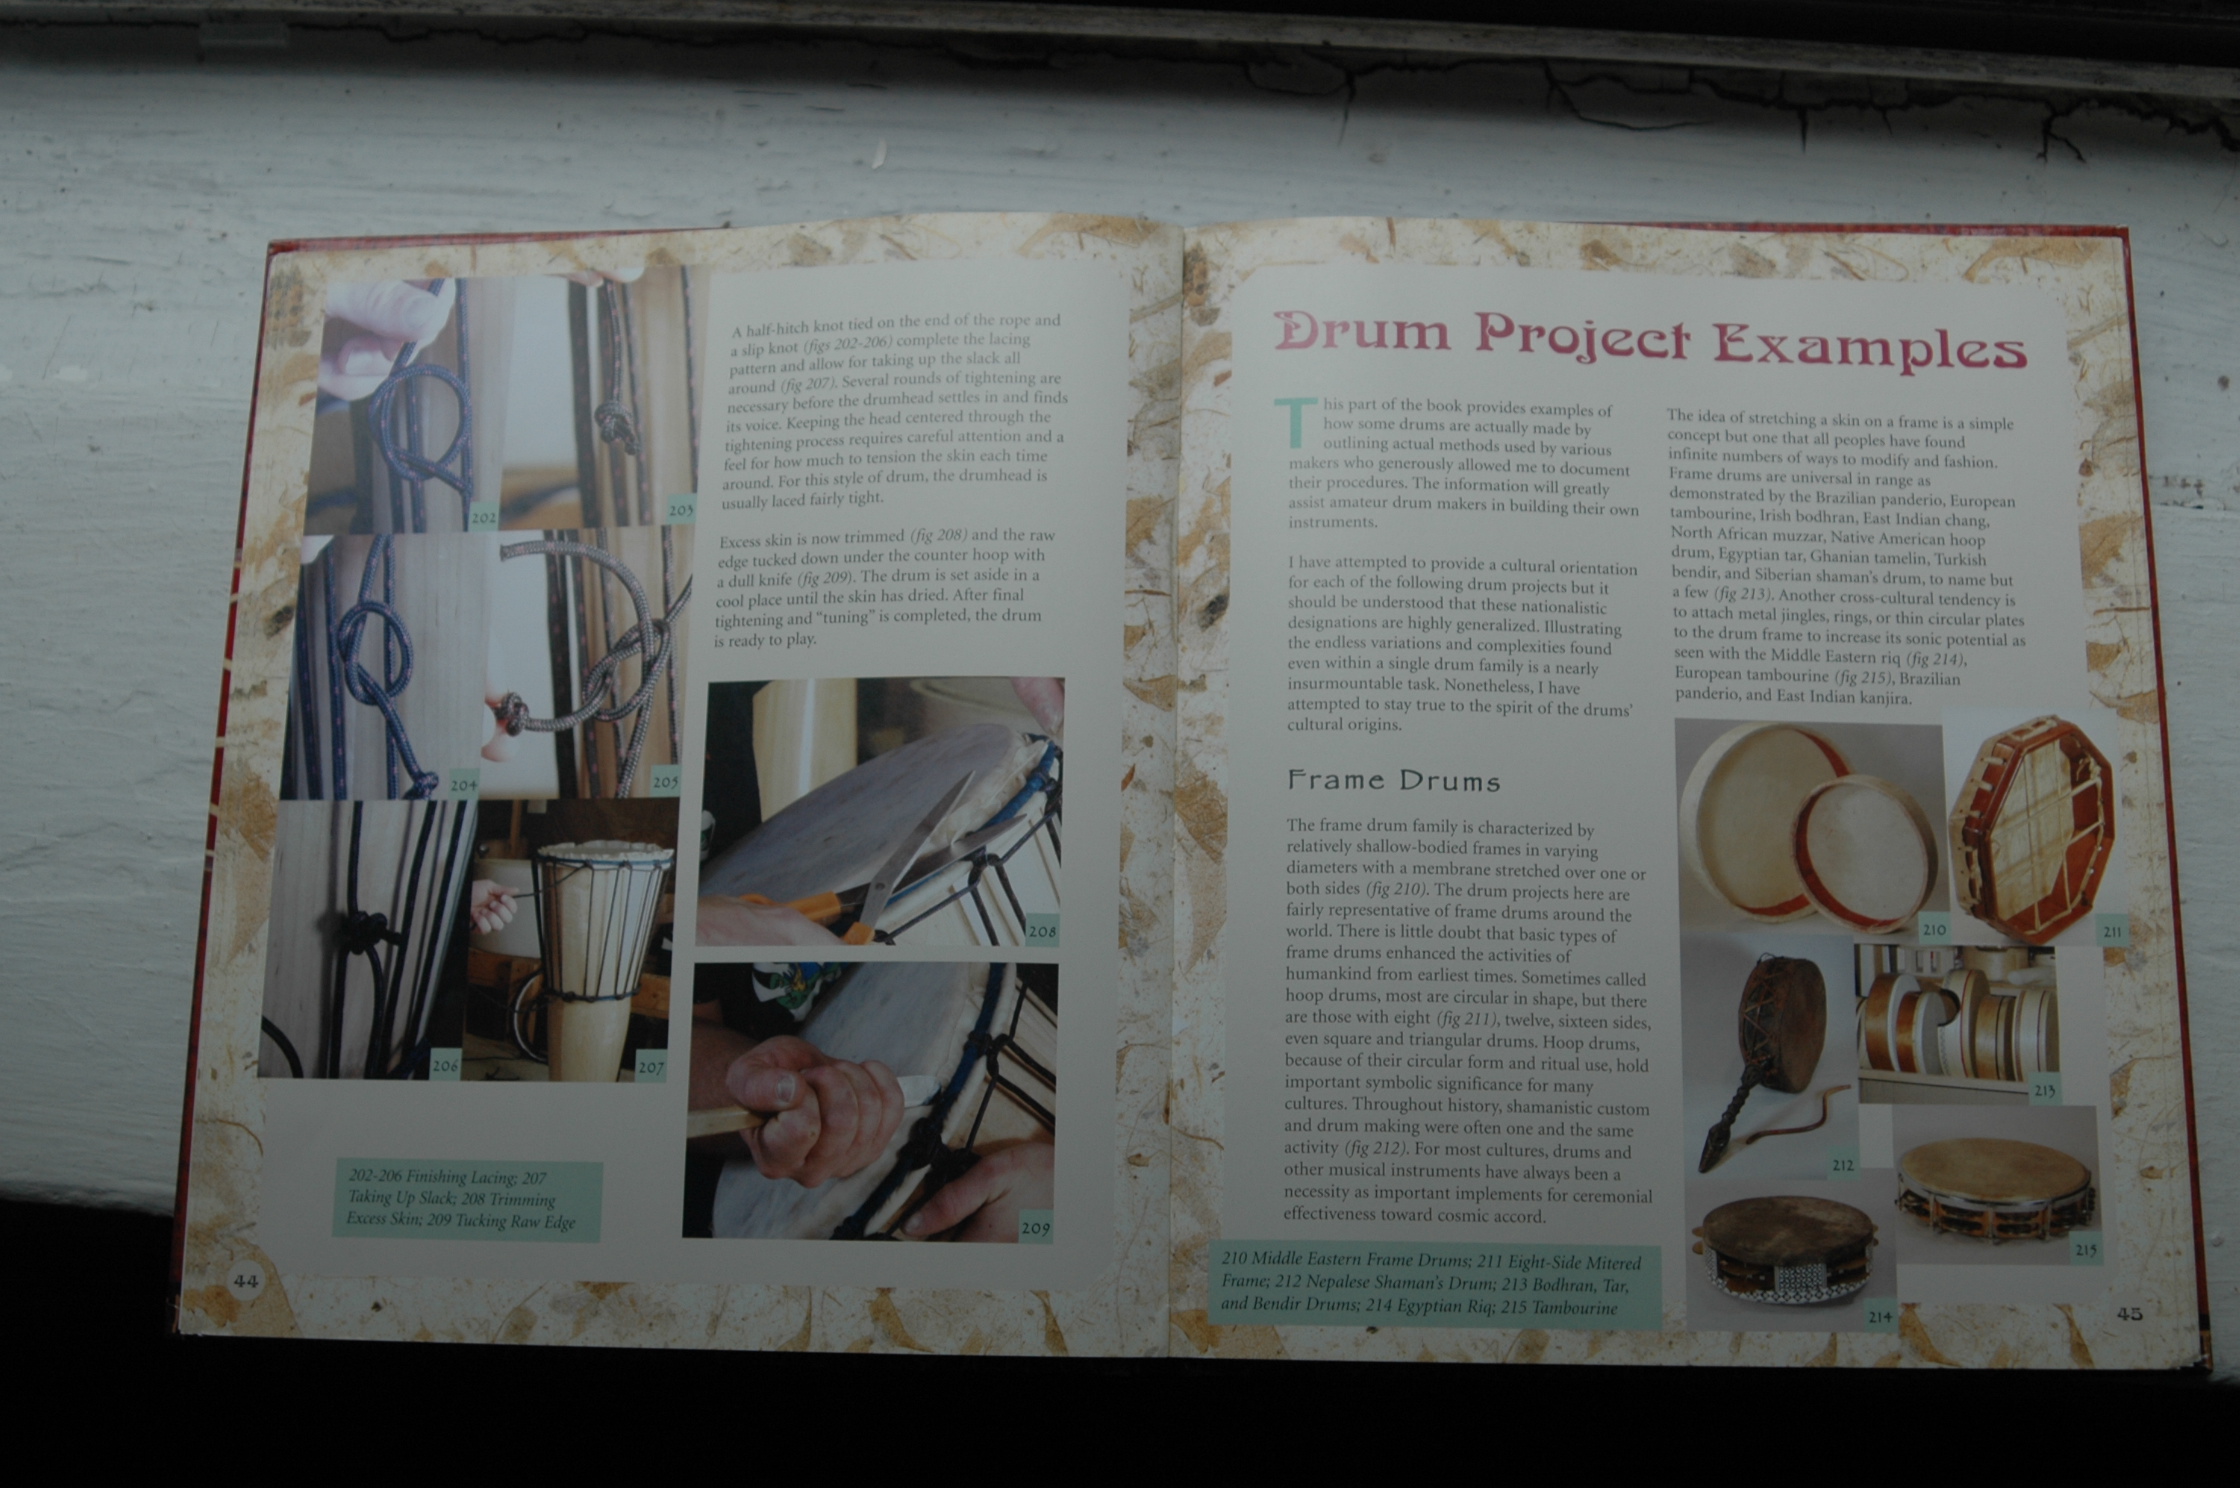 A half-hitch knot tied on the end of the rope and
a slip knot (figs 202-206) complete the lacing
pattern and allow for taking up the slack all
around (fig 207). Several rounds of tightening are
necessary before the drumhead settles in and finds
its voice. Keeping the head centered through the
tightening process requires careful attention and a
feel for how much to tension the skin each time
around. For this style of drum, the drumhead is
usually laced fairly tight.
Excess skin is now trimmed (fig 208) and the raw
edge tucked down under the counter hoop with
a dull knife (fig 209). The drum is set aside in a
cool place until the skin has dried. After final
tightening and “tuning” is completed, the drum
is ready to play.
202
203
204
205
206
207
208
209
202-206 Finishing Lacing; 207
Taking Up Slack; 208 Trimming
Excess Skin; 209 Tucking Raw Edge
44
Drum Project Examples
This part of the book provides examples of
how some drums are actually made by
outlining actual methods used by various
makers who generously allowed me to document
their procedures. The information will greatly
assist amateur drum makers in building their own
instruments.
I have attempted to provide a cultural orientation
for each of the following drum projects but it
should be understood that these nationalistic
designations are highly generalized. Illustrating
the endless variations and complexities found
even within a single drum family is a nearly
insurmountable task. Nonetheless, I have
attempted to stay true to the spirit of the drums’
cultural origins.
Frame Drums
The frame drum family is characterized by
relatively shallow-bodied frames in varying
diameters with a membrane stretched over one or
both sides (fig 210). The drum projects here are
fairly representative of frame drums around the
world. There is little doubt that basic types of
frame drums enhanced the activities of
humankind from earliest times. Sometimes called
hoop drums, most are circular in shape, but there
are those with eight (fig 211), twelve, sixteen sides,
even square and triangular drums. Hoop drums,
because of their circular form and ritual use, hold
important symbolic significance for many
cultures. Throughout history, shamanistic custom
and drum making were often one and the same
activity (fig 212). For most cultures, drums and
other musical instruments have always been a
necessity as important implements for ceremonial
effectiveness toward cosmic accord.
The idea of stretching a skin on a frame is a simple
concept but one that all peoples have found
infinite numbers of ways to modify and fashion.
Frame drums are universal in range as
demonstrated by the Brazilian panderio, European
tambourine, Irish bodhran, East Indian chang,
North African muzzar, Native American hoop
drum, Egyptian tar, Ghanian tamelin, Turkish
bendir, and Siberian shaman’s drum, to name but
a few (fig 213). Another cross-cultural tendency is
to attach metal jingles, rings, or thin circular plates
to the drum frame to increase its sonic potential as
seen with the Middle Eastern riq (fig 214),
European tambourine (fig 215), Brazilian
panderio, and East Indian kanjira.
210
211
212
213
214
215
210 Middle Eastern Frame Drums; 211 Eight-Side Mitered
Frame; 212 Nepalese Shaman’s Drum; 213 Bodhran, Tar,
and Bendir Drums; 214 Egyptian Riq; 215 Tambourine
45